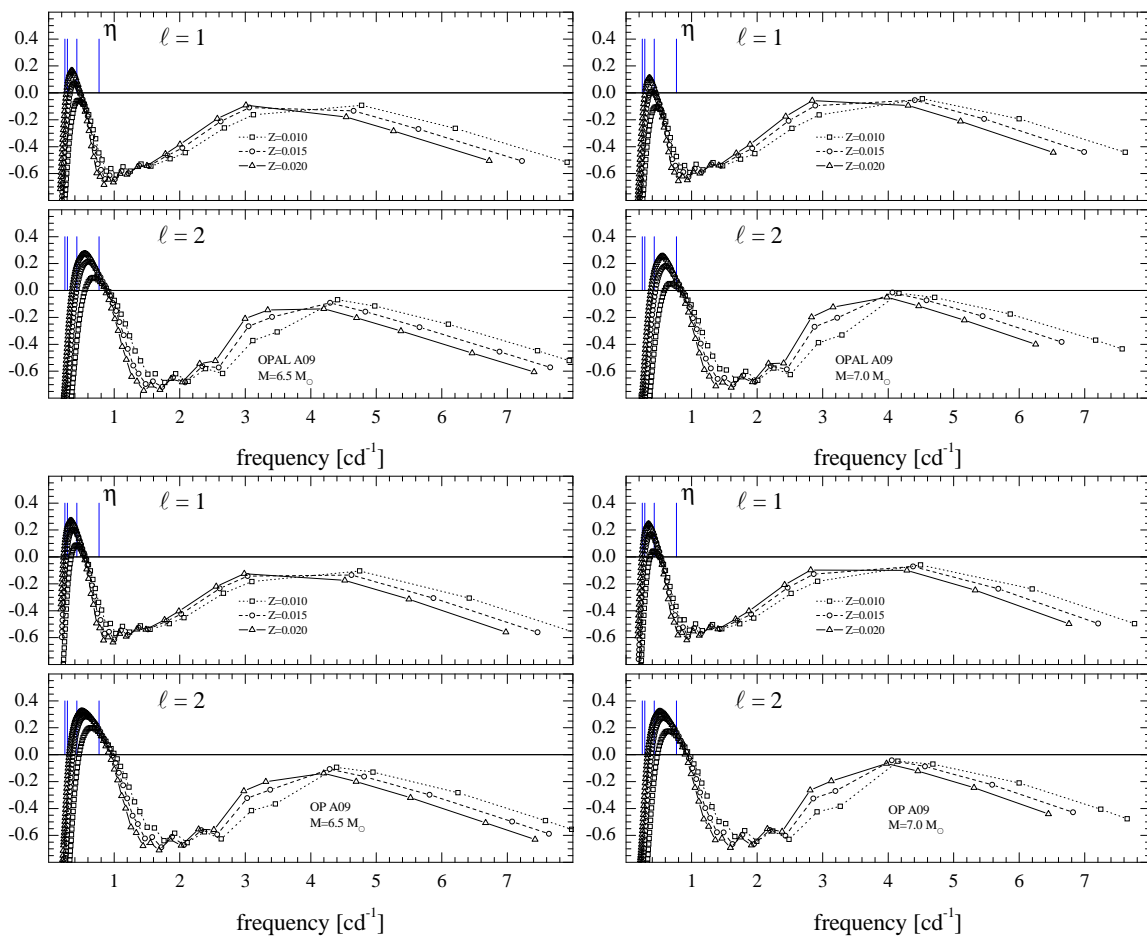 0.4
0.2
0.0
-0.2
-0.4
-0.6
η
ℓ = 1
Z=0.010
Z=0.015
Z=0.020
0.4
0.2
0.0
-0.2
-0.4
-0.6
ℓ = 2
OPAL A09
M=6.5 M☉
1 2 3 4 5 6 7
frequency [cd⁻¹]
0.4
0.2
0.0
-0.2
-0.4
-0.6
η
ℓ = 1
Z=0.010
Z=0.015
Z=0.020
0.4
0.2
0.0
-0.2
-0.4
-0.6
ℓ = 2
OPAL A09
M=7.0 M☉
1 2 3 4 5 6 7
frequency [cd⁻¹]
0.4
0.2
0.0
-0.2
-0.4
-0.6
η
ℓ = 1
Z=0.010
Z=0.015
Z=0.020
0.4
0.2
0.0
-0.2
-0.4
-0.6
ℓ = 2
OP A09
M=6.5 M☉
1 2 3 4 5 6 7
frequency [cd⁻¹]
0.4
0.2
0.0
-0.2
-0.4
-0.6
η
ℓ = 1
Z=0.010
Z=0.015
Z=0.020
0.4
0.2
0.0
-0.2
-0.4
-0.6
ℓ = 2
OP A09
M=7.0 M☉
1 2 3 4 5 6 7
frequency [cd⁻¹]